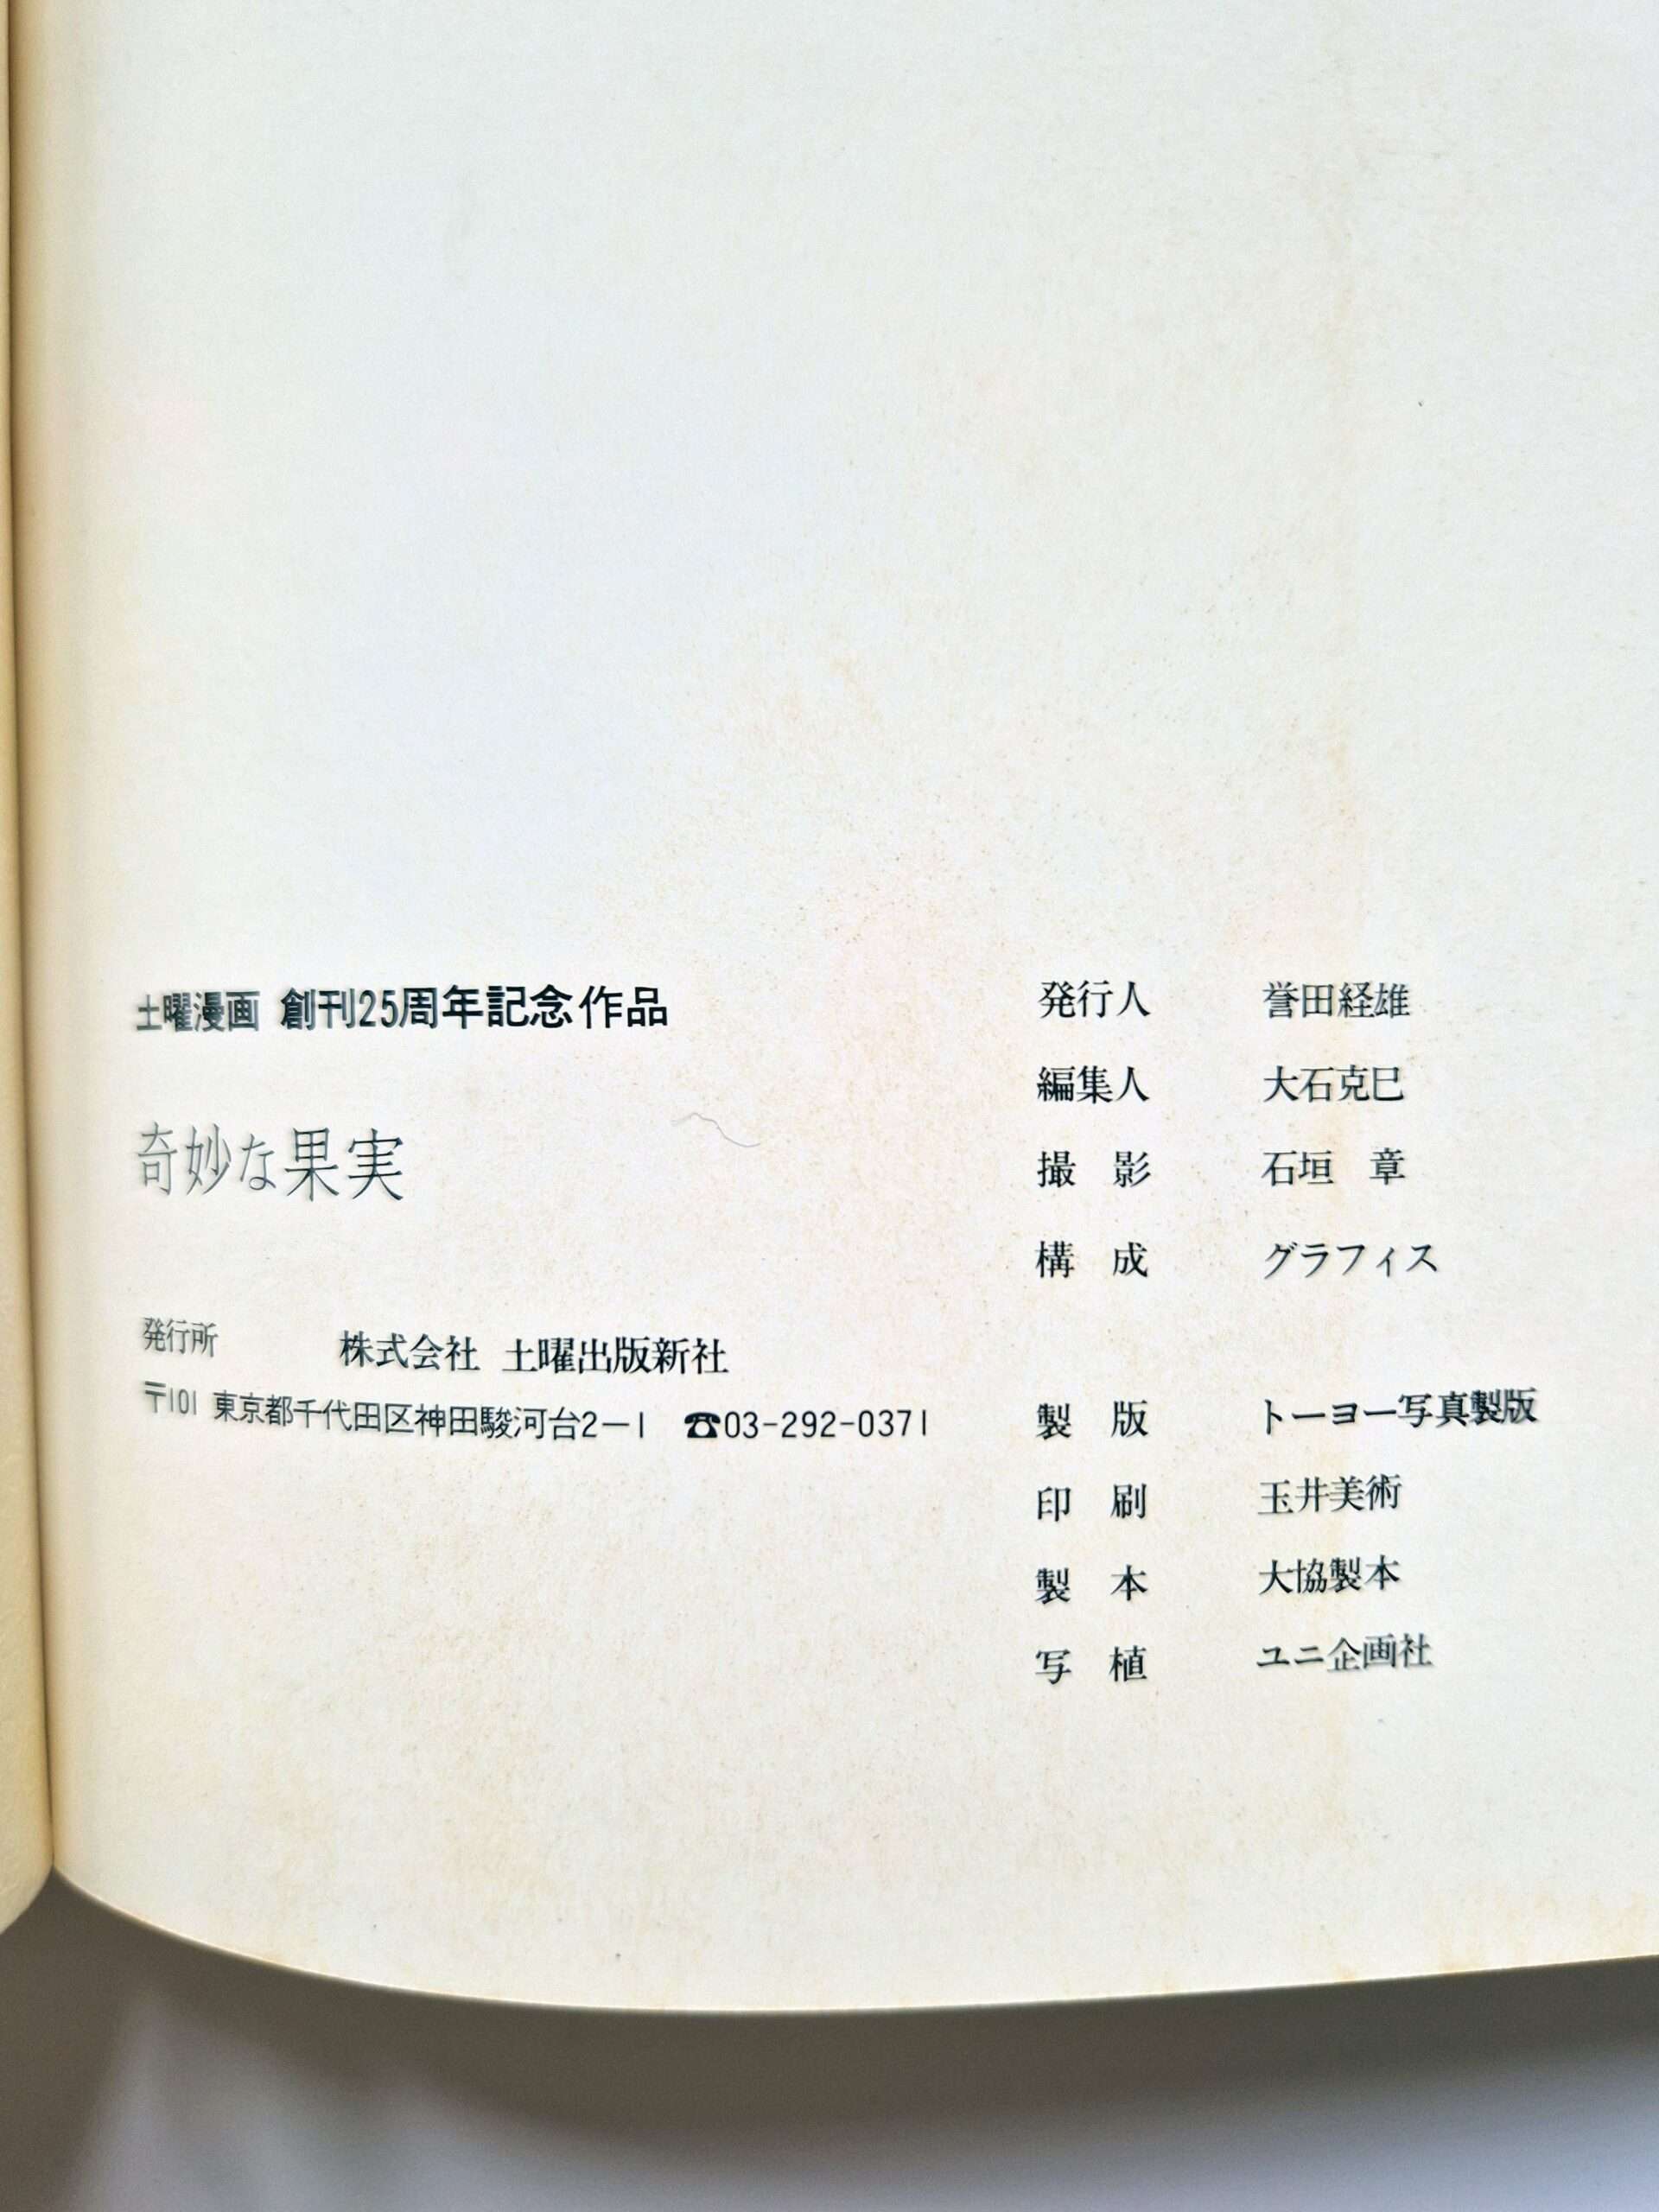 土曜漫画 創刊25周年記念作品
奇妙な果実
発行所 株式会社 土曜出版新社
〒101 東京都千代田区神田駿河台2−1 ☎03-292-0371
発行人 誉田経雄
編集人 大石克巳
撮 影 石垣 章
構 成 グラフィス
製 版 トーヨー写真製版
印 刷 玉井美術
製 本 大協製本
写 植 ユニ企画社